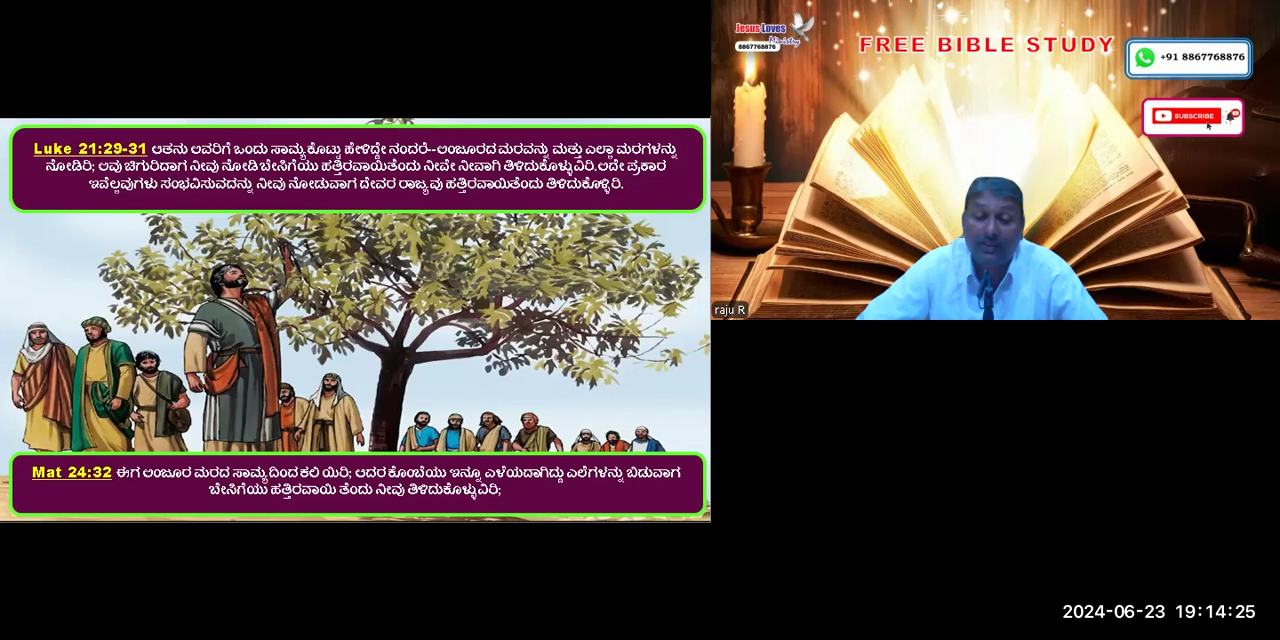 Luke 21:29-31 ಆತನು ಅವರಿಗೆ ಒಂದು ಸಾಮ್ಯಕೊಟ್ಟು ಹೇಳಿದ್ದೇ ನಂದರೆ--ಅಂಜೂರದ ಮರವನ್ನು ಮತ್ತು ಎಲ್ಲಾ ಮರಗಳನ್ನು
ನೋಡಿರಿ; ಅವು ಚಿಗುರಿದಾಗ ನೀವು ನೋಡಿ ಬೇಸಿಗೆಯು ಹತ್ತಿರವಾಯಿತೆಂದು ನೀವೇ ನೀವಾಗಿ ತಿಳಿದುಕೊಳ್ಳುವಿರಿ.ಅದೇ ಪ್ರಕಾರ
ಇವೆಲ್ಲವುಗಳು ಸಂಭವಿಸುವದನ್ನು ನೀವು ನೋಡುವಾಗ ದೇವರ ರಾಜ್ಯವು ಹತ್ತಿರವಾಯಿತೆಂದು ತಿಳಿದುಕೊಳ್ಳಿರಿ.
Mat 24:32 ಈಗ ಅಂಜೂರ ಮರದ ಸಾಮ್ಯದಿಂದ ಕಲಿ ಯಿರಿ; ಅದರ ಕೊಂಬೆಯು ಇನ್ನೂ ಎಳೆಯದಾಗಿದ್ದು ಎಲೆಗಳನ್ನು ಬಿಡುವಾಗ
ಬೇಸಿಗೆಯು ಹತ್ತಿರವಾಯಿ ತೆಂದು ನೀವು ತಿಳಿದುಕೊಳ್ಳುವಿರಿ;
Jesus Loves
Ministry
8867768876
FREE BIBLE STUDY
+91 8867768876
SUBSCRIBE
raju R
2024-06-23 19:14:25